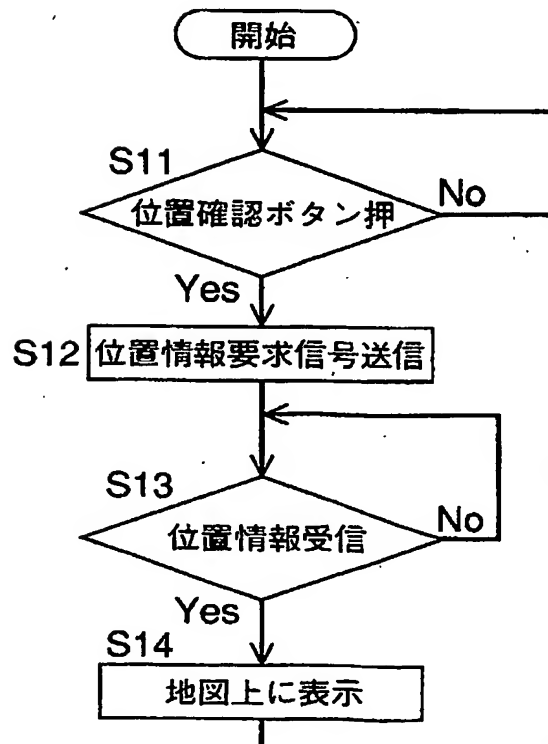 開始
S11
位置確認ボタン押
No
Yes
S12 位置情報要求信号送信
S13
位置情報受信
No
Yes
S14
地図上に表示